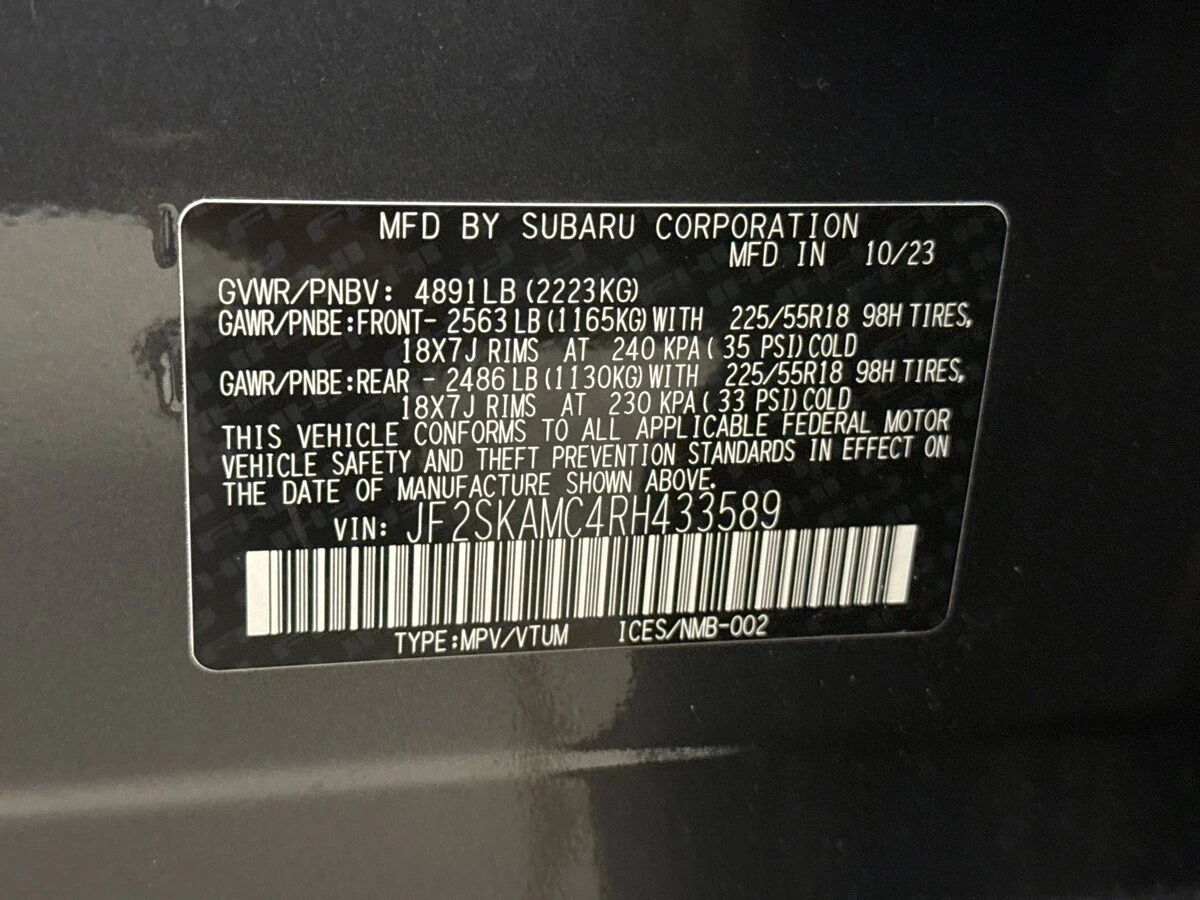 MFD BY SUBARU CORPORATION
MFD IN 10/23
GVWR/PNBV: 4891LB (2223KG)
GAWR/PNBE:FRONT- 2563 LB (1165KG) WITH 225/55R18 98H TIRES,
18X7J RIMS AT 240 KPA ( 35 PSI) COLD
GAWR/PNBE:REAR - 2486 LB (1130KG) WITH 225/55R18 98H TIRES,
18X7J RIMS AT 230 KPA ( 33 PSI) COLD
THIS VEHICLE CONFORMS TO ALL APPLICABLE FEDERAL MOTOR
VEHICLE SAFETY AND THEFT PREVENTION STANDARDS IN EFFECT ON
THE DATE OF MANUFACTURE SHOWN ABOVE.
VIN: JF2SKAMC4RH433589
TYPE:MPV/VTUM ICES/NMB-002